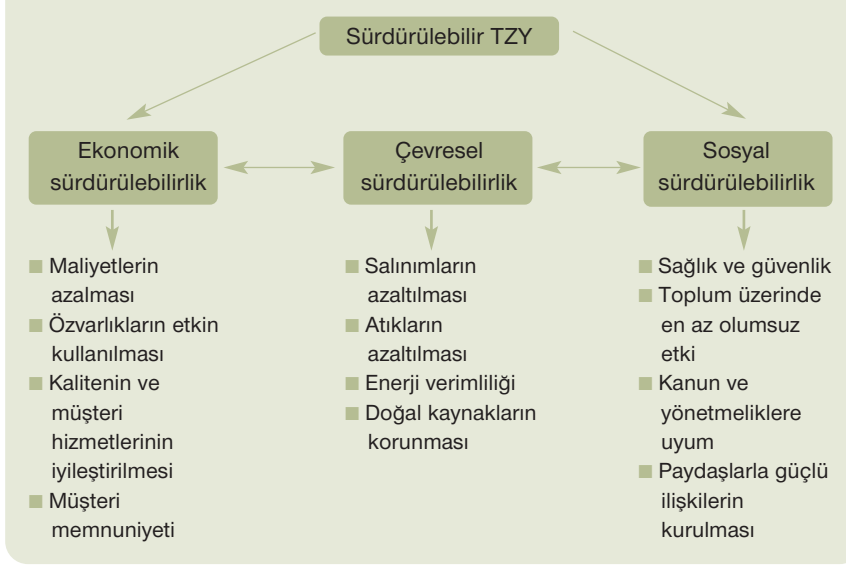 Sürdürülebilir TZY
Ekonomik
sürdürülebilirlik
Çevresel
sürdürülebilirlik
Sosyal
sürdürülebilirlik
Maliyetlerin
azalması
Özvarlıkların etkin
kullanılması
Kalitenin ve
müşteri
hizmetlerinin
iyileştirilmesi
Müşteri
memnuniyeti
Salınımların
azaltılması
Atıkların
azaltılması
Enerji verimliliği
Doğal kaynakların
korunması
Sağlık ve güvenlik
Toplum üzerinde
en az olumsuz
etki
Kanun ve
yönetmeliklere
uyum
Paydaşlarla güçlü
ilişkilerin
kurulması